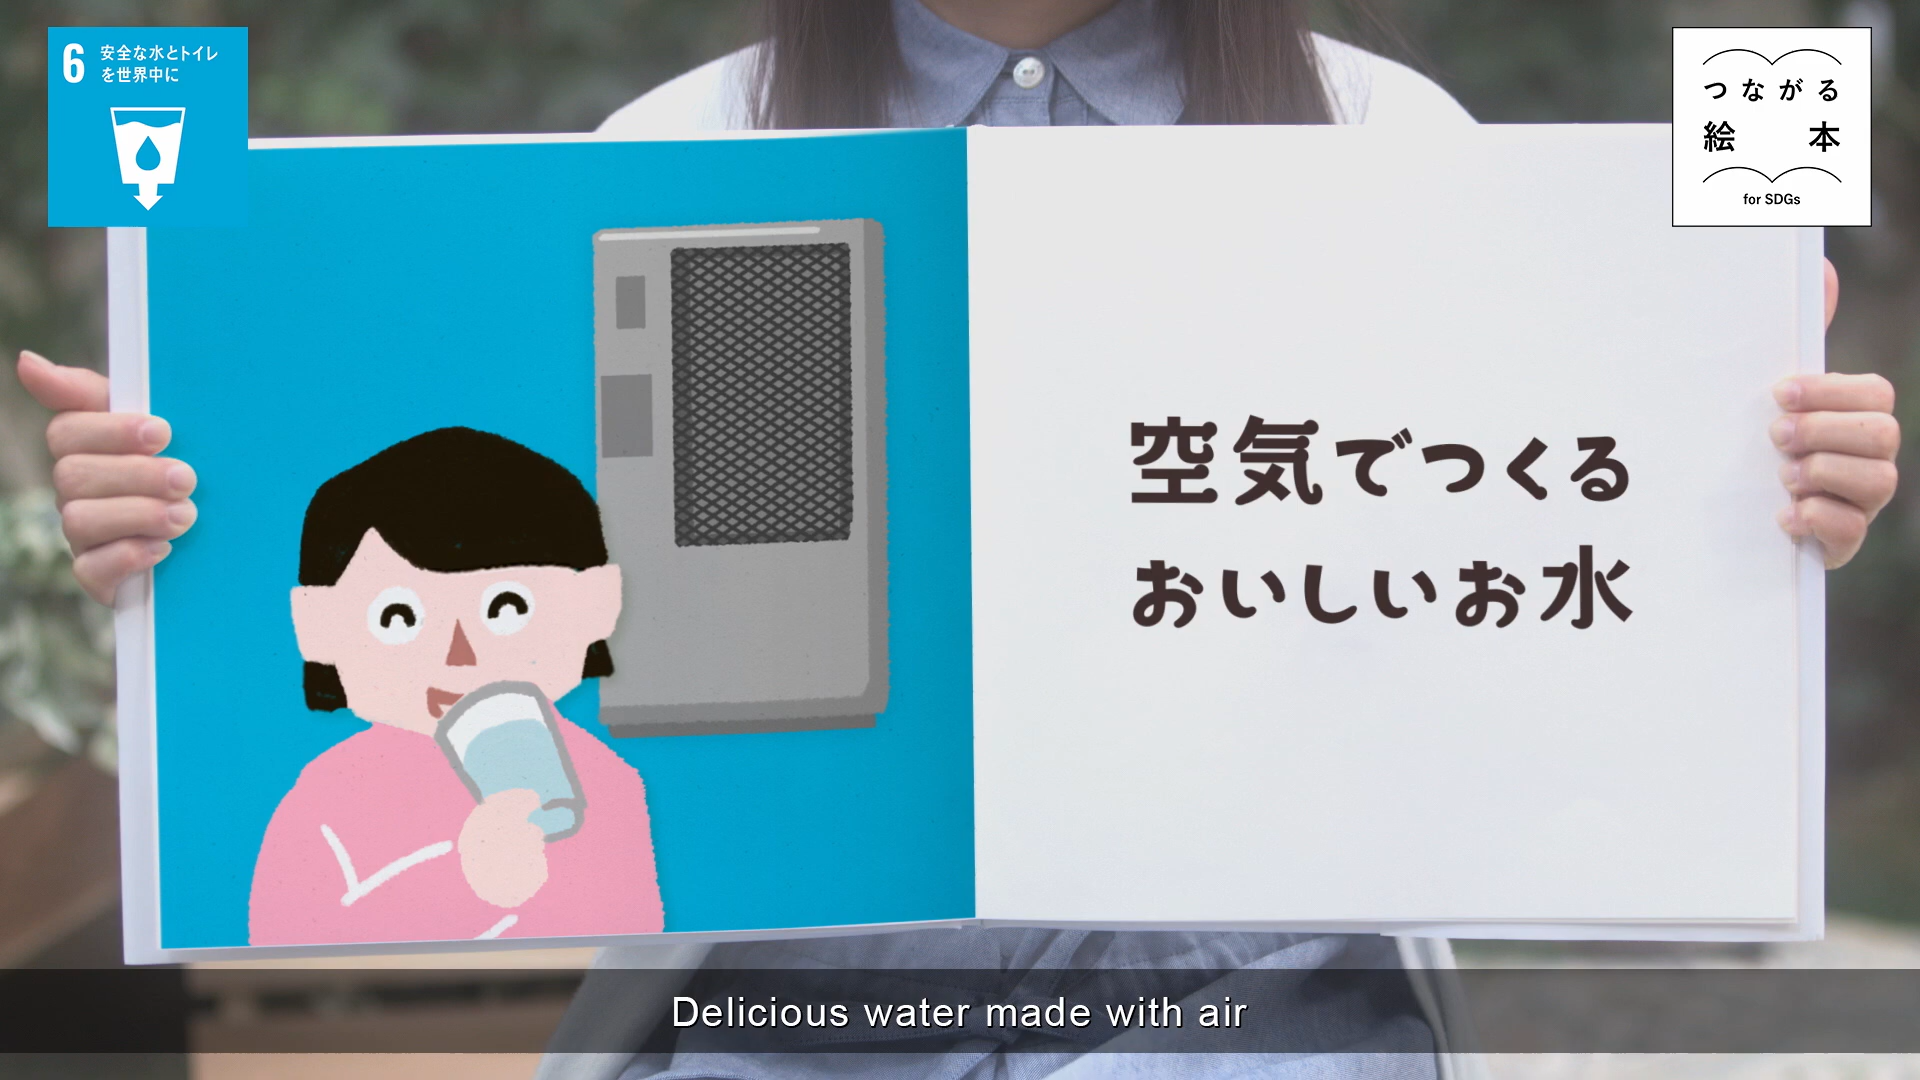 6 安全な水とトイレ
を世界中に
つながる
絵本
for SDGs
空気でつくる
おいしいお水
Delicious water made with air